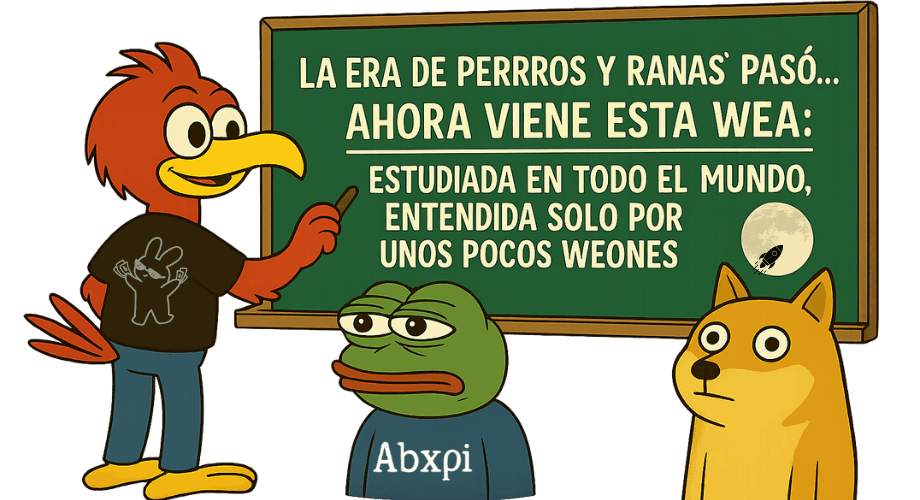 LA ERA DE PERRROS Y RANAS' PASÓ...
AHORA VIENE ESTA WEA:
ESTUDIADA EN TODO EL MUNDO,
ENTENDIDA SOLO POR
UNOS POCOS WEONES
Abxpi